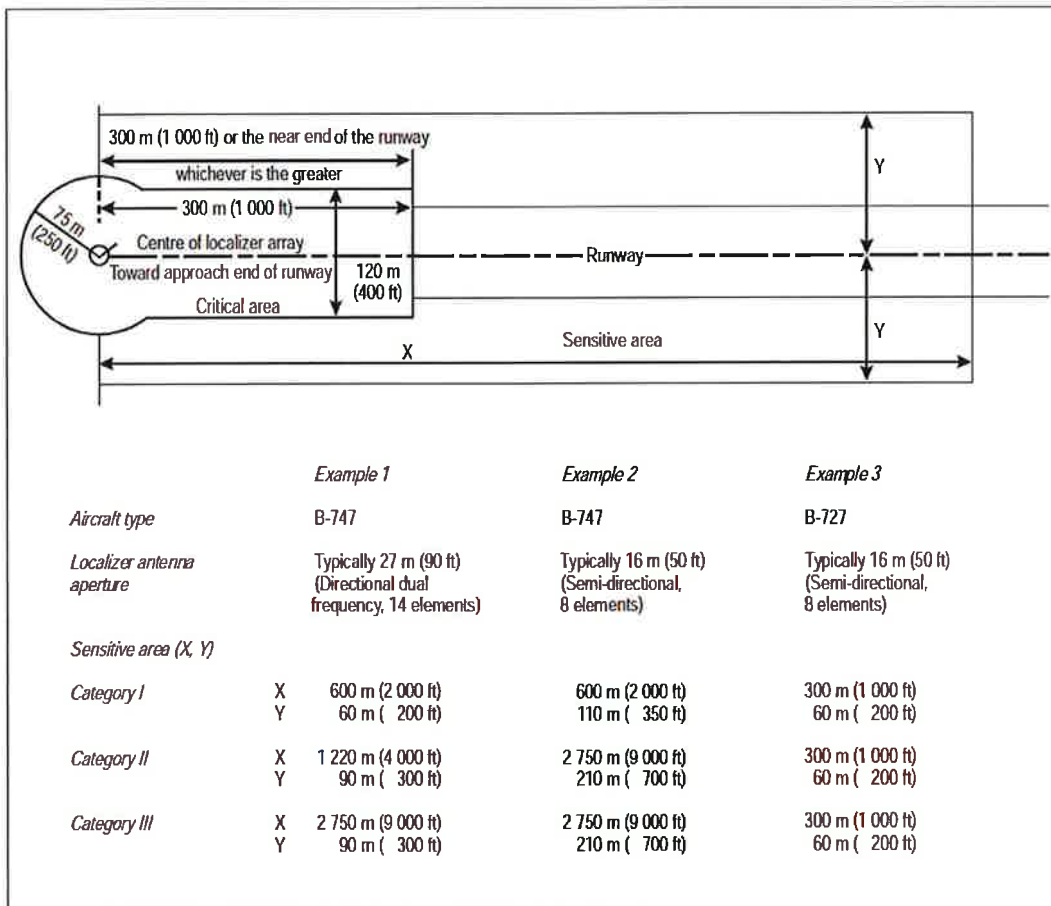 300 m (1 000 ft) or the near end of the runway
whichever is the greater
300 m (1 000 ft)
75 m
(250 ft)
Centre of localizer array
Toward approach end of runway
120 m
(400 ft)
Critical area
Runway
Y
Y
Sensitive area
X
Example 1 Example 2 Example 3
Aircraft type B-747 B-747 B-727
Localizer antenna Typically 27 m (90 ft) Typically 16 m (50 ft) Typically 16 m (50 ft)
aperture (Directional dual (Semi-directional, (Semi-directional,
frequency, 14 elements) 8 elements) 8 elements)
Sensitive area (X, Y)
Category I X 600 m (2 000 ft) 600 m (2 000 ft) 300 m (1 000 ft)
Y 60 m ( 200 ft) 110 m ( 350 ft) 60 m ( 200 ft)
Category II X 1 220 m (4 000 ft) 2 750 m (9 000 ft) 300 m (1 000 ft)
Y 90 m ( 300 ft) 210 m ( 700 ft) 60 m ( 200 ft)
Category III X 2 750 m (9 000 ft) 2 750 m (9 000 ft) 300 m (1 000 ft)
Y 90 m ( 300 ft) 210 m ( 700 ft) 60 m ( 200 ft)